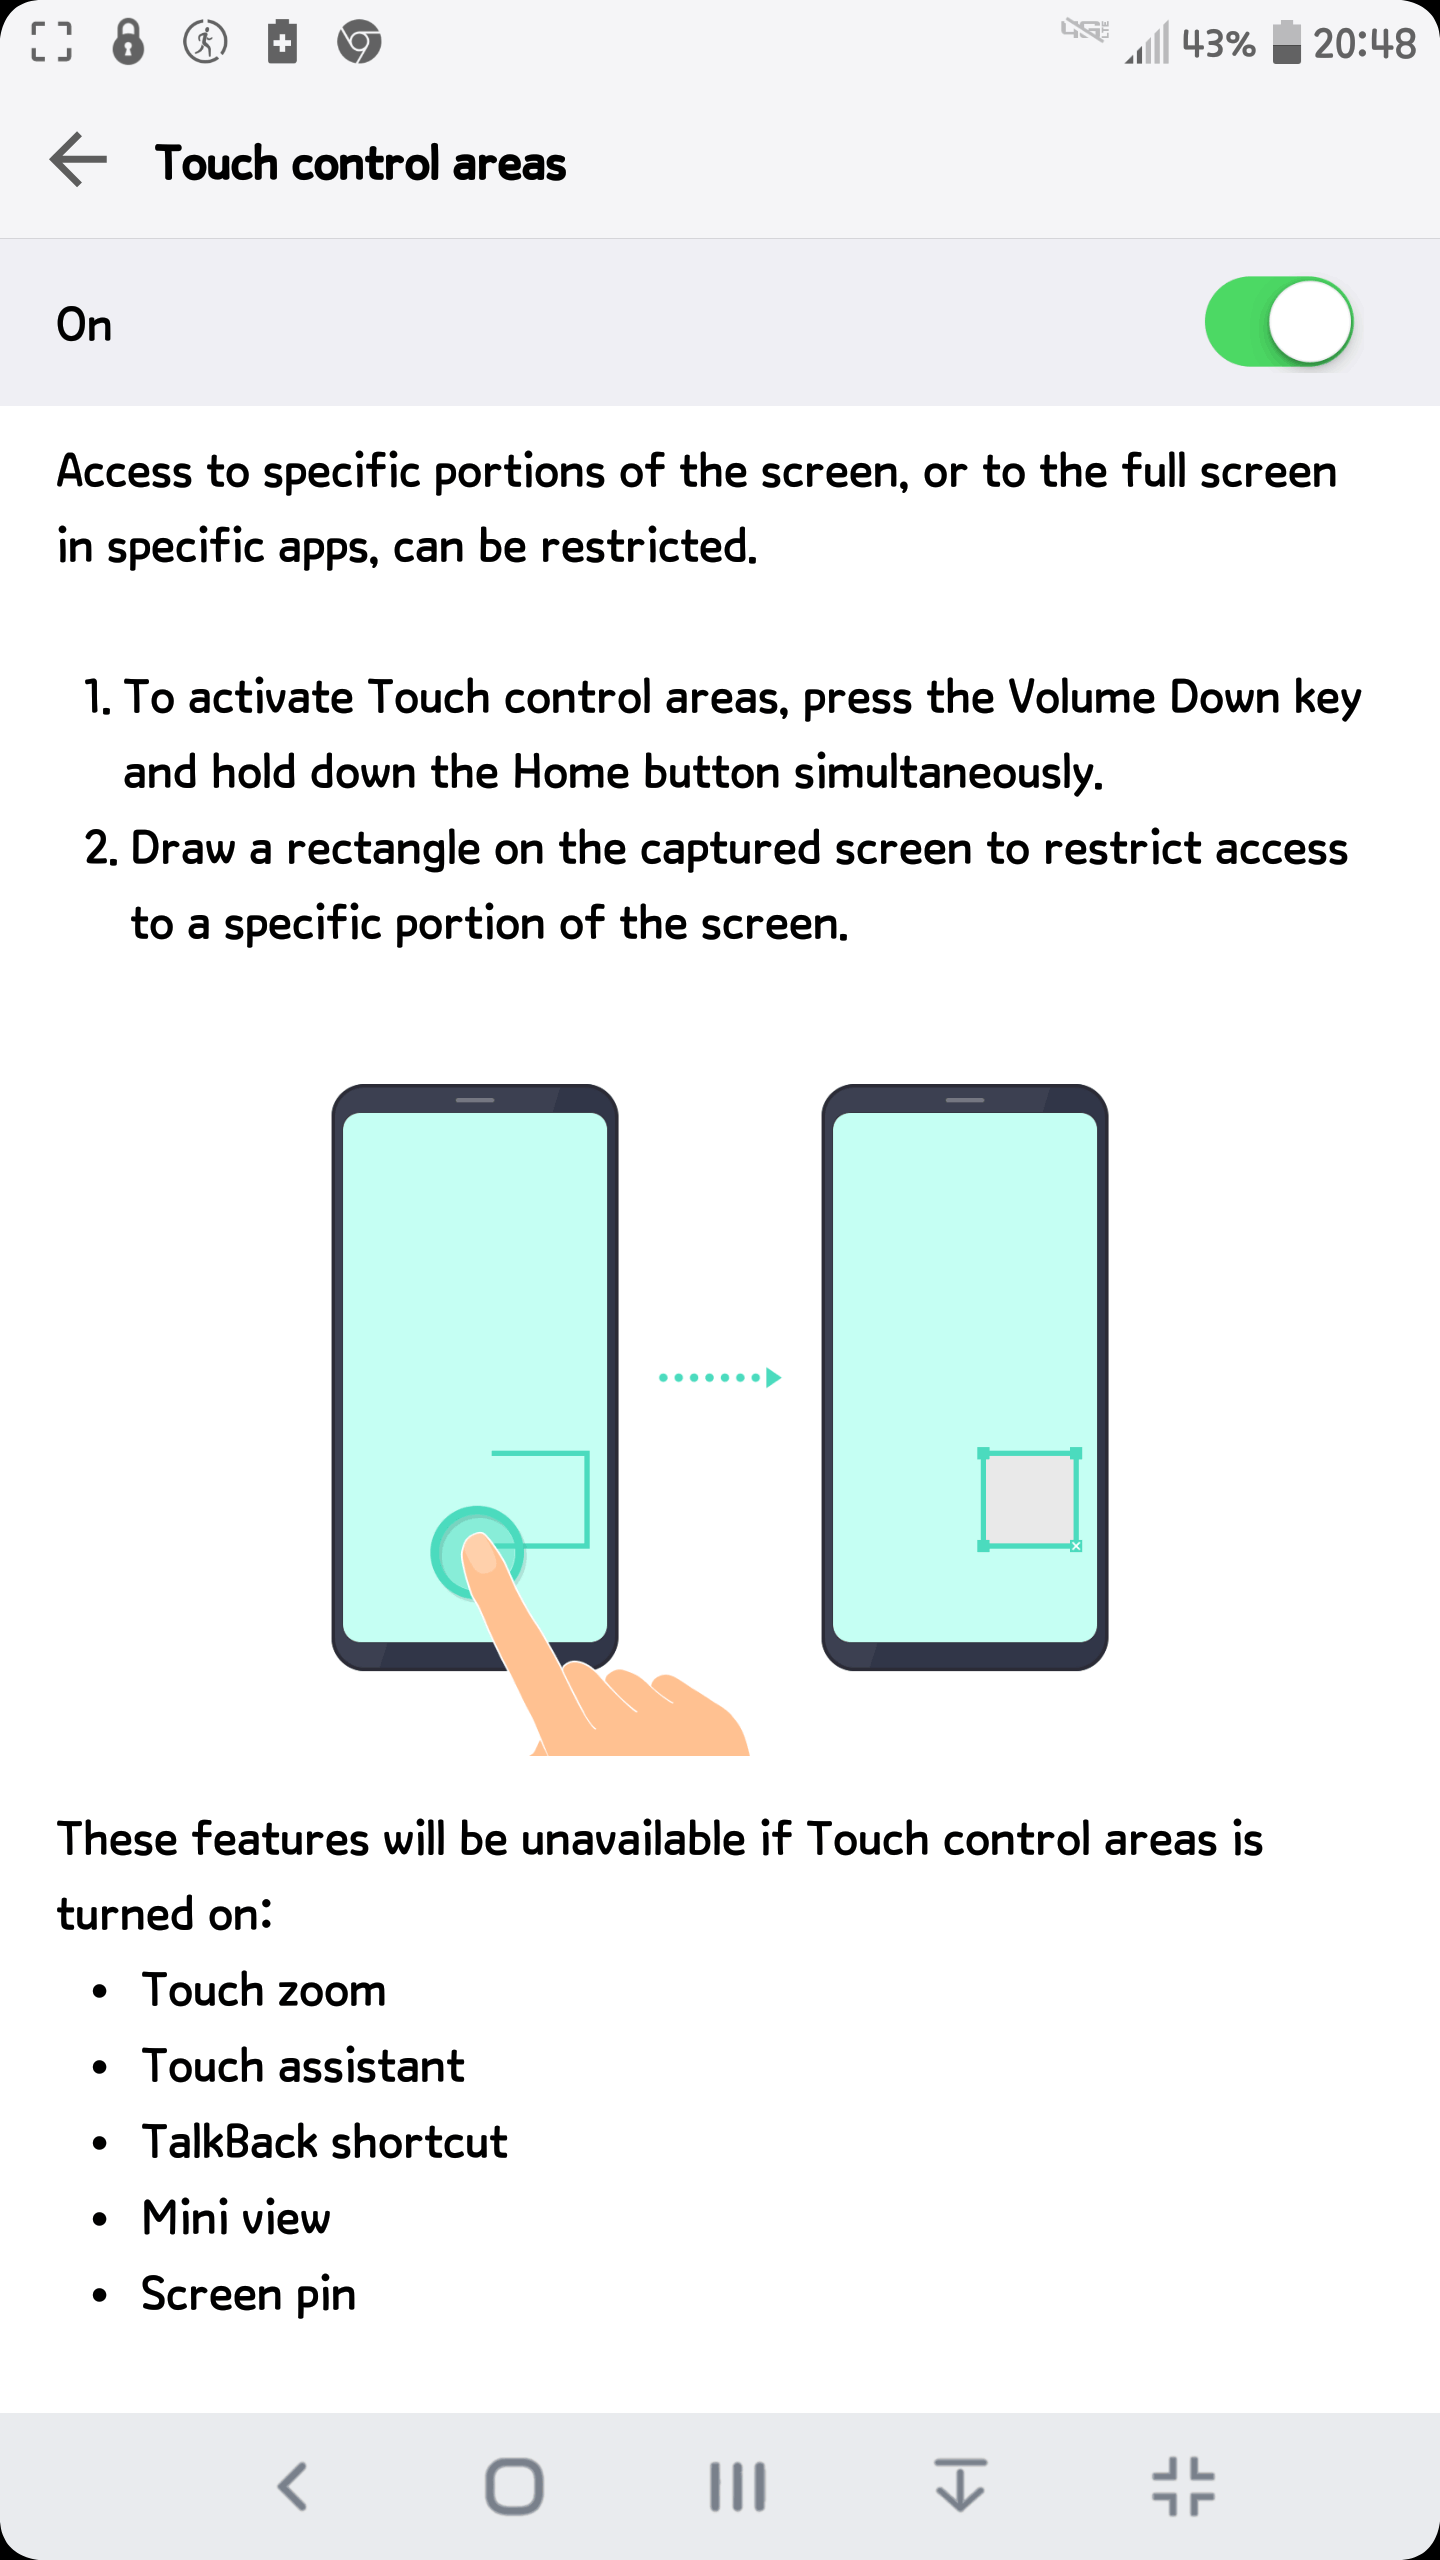 4G LTE 43% 20:48
Touch control areas
On
Access to specific portions of the screen, or to the full screen
in specific apps, can be restricted.
1. To activate Touch control areas, press the Volume Down key
and hold down the Home button simultaneously.
2. Draw a rectangle on the captured screen to restrict access
to a specific portion of the screen.
These features will be unavailable if Touch control areas is
turned on:
• Touch zoom
• Touch assistant
• TalkBack shortcut
• Mini view
• Screen pin